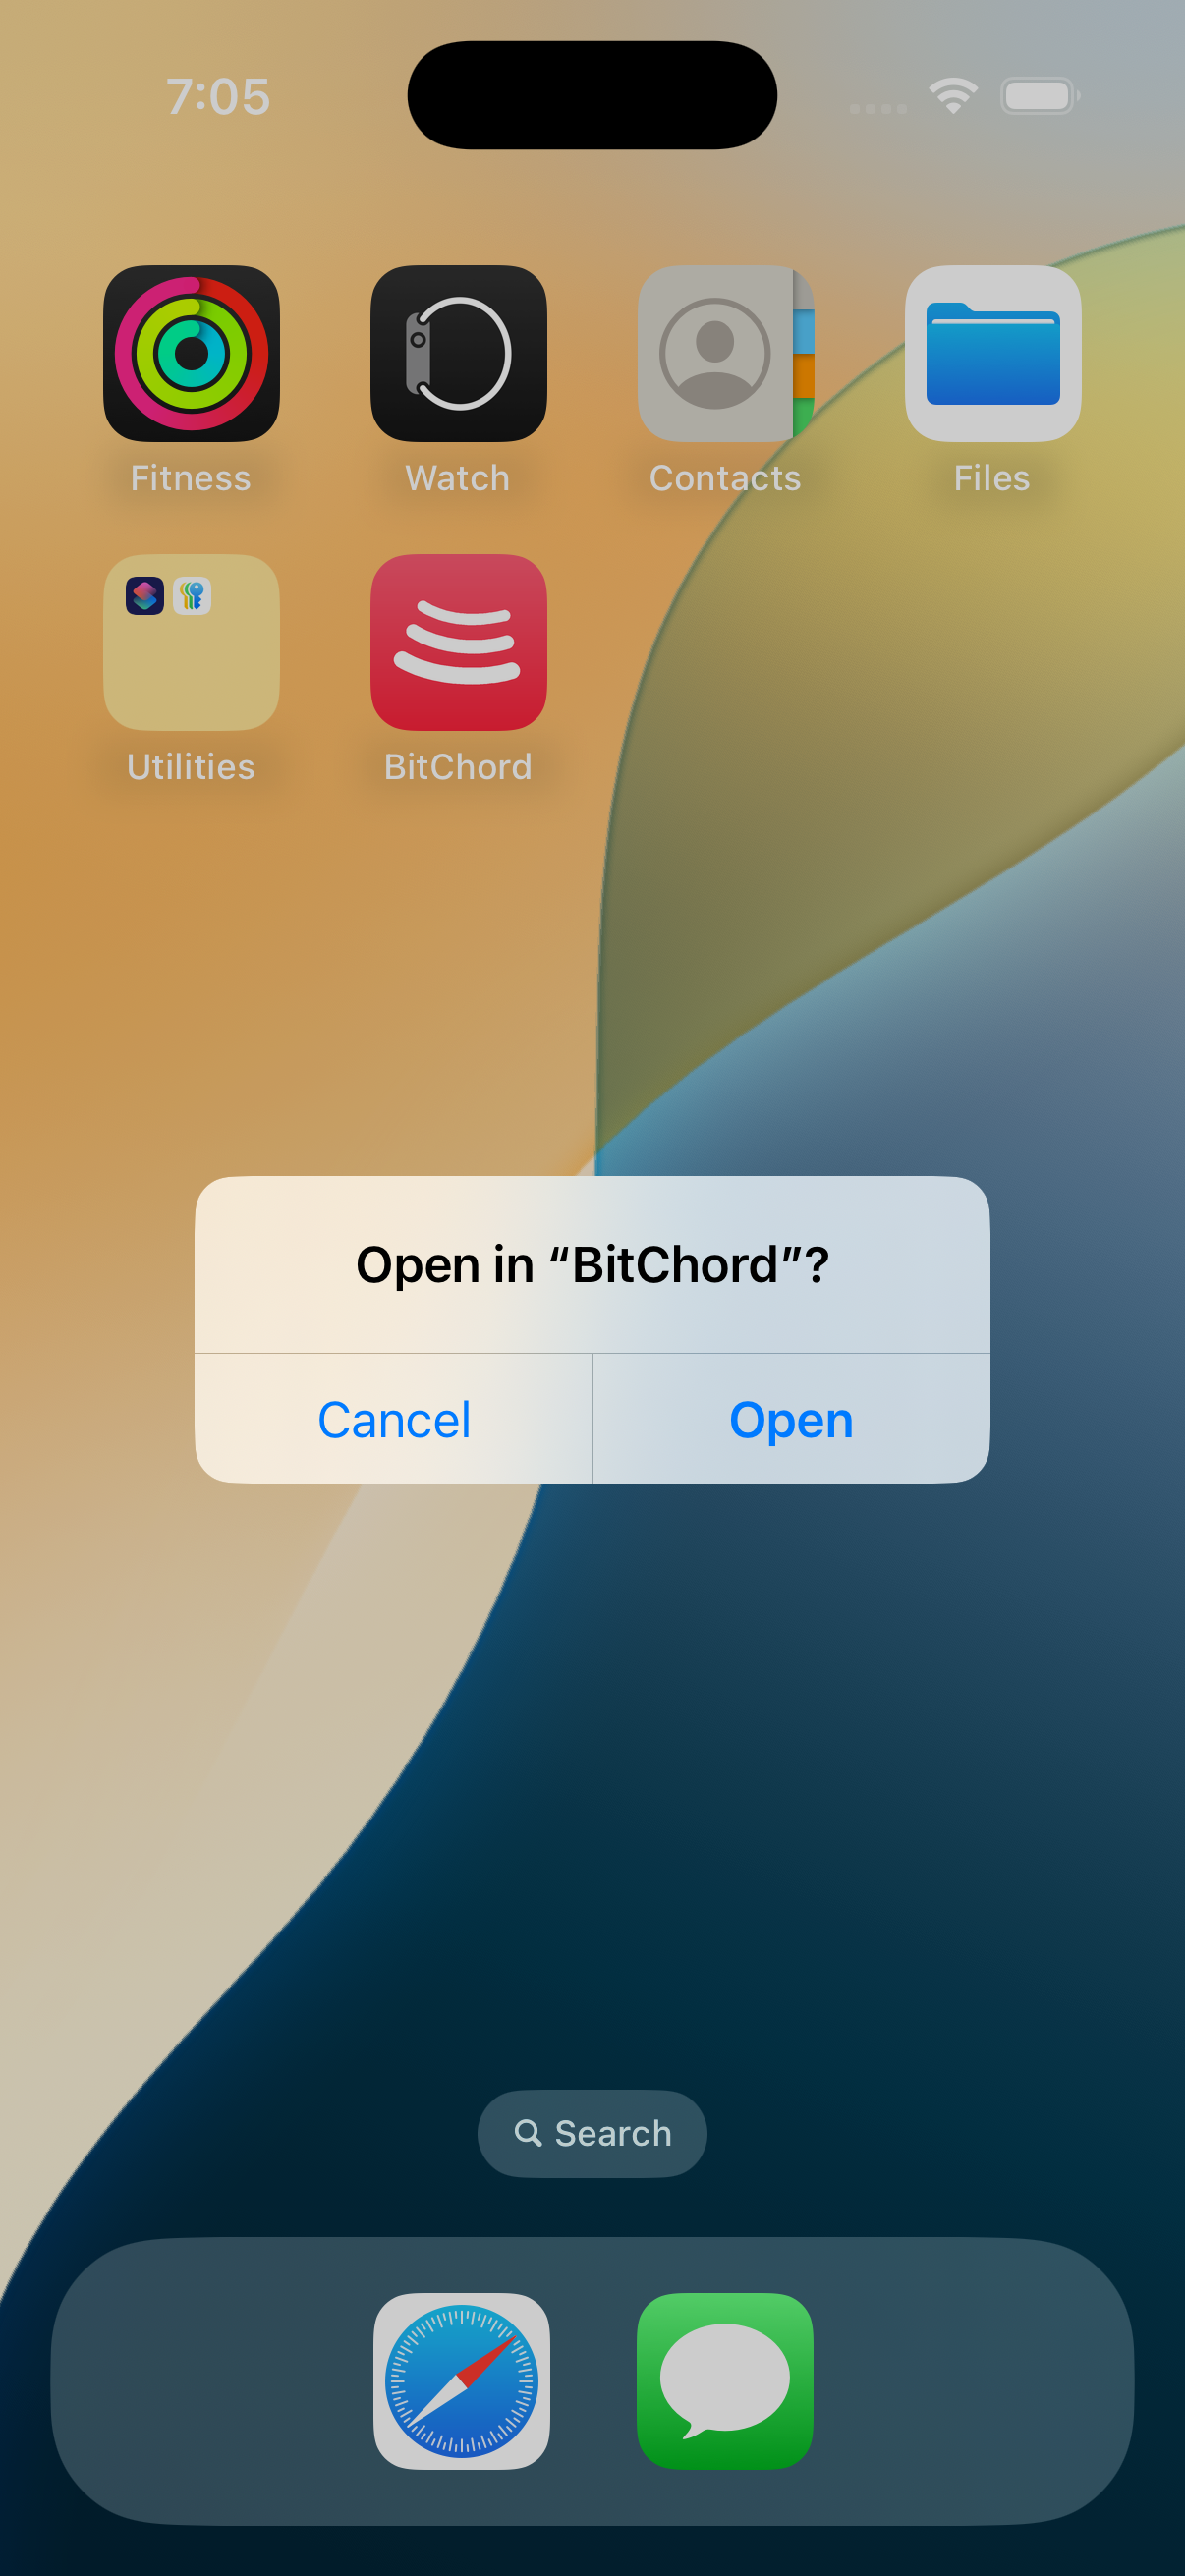 7:05
Fitness
Watch
Contacts
Files
Utilities
BitChord
Open in “BitChord”?
Cancel
Open
Search